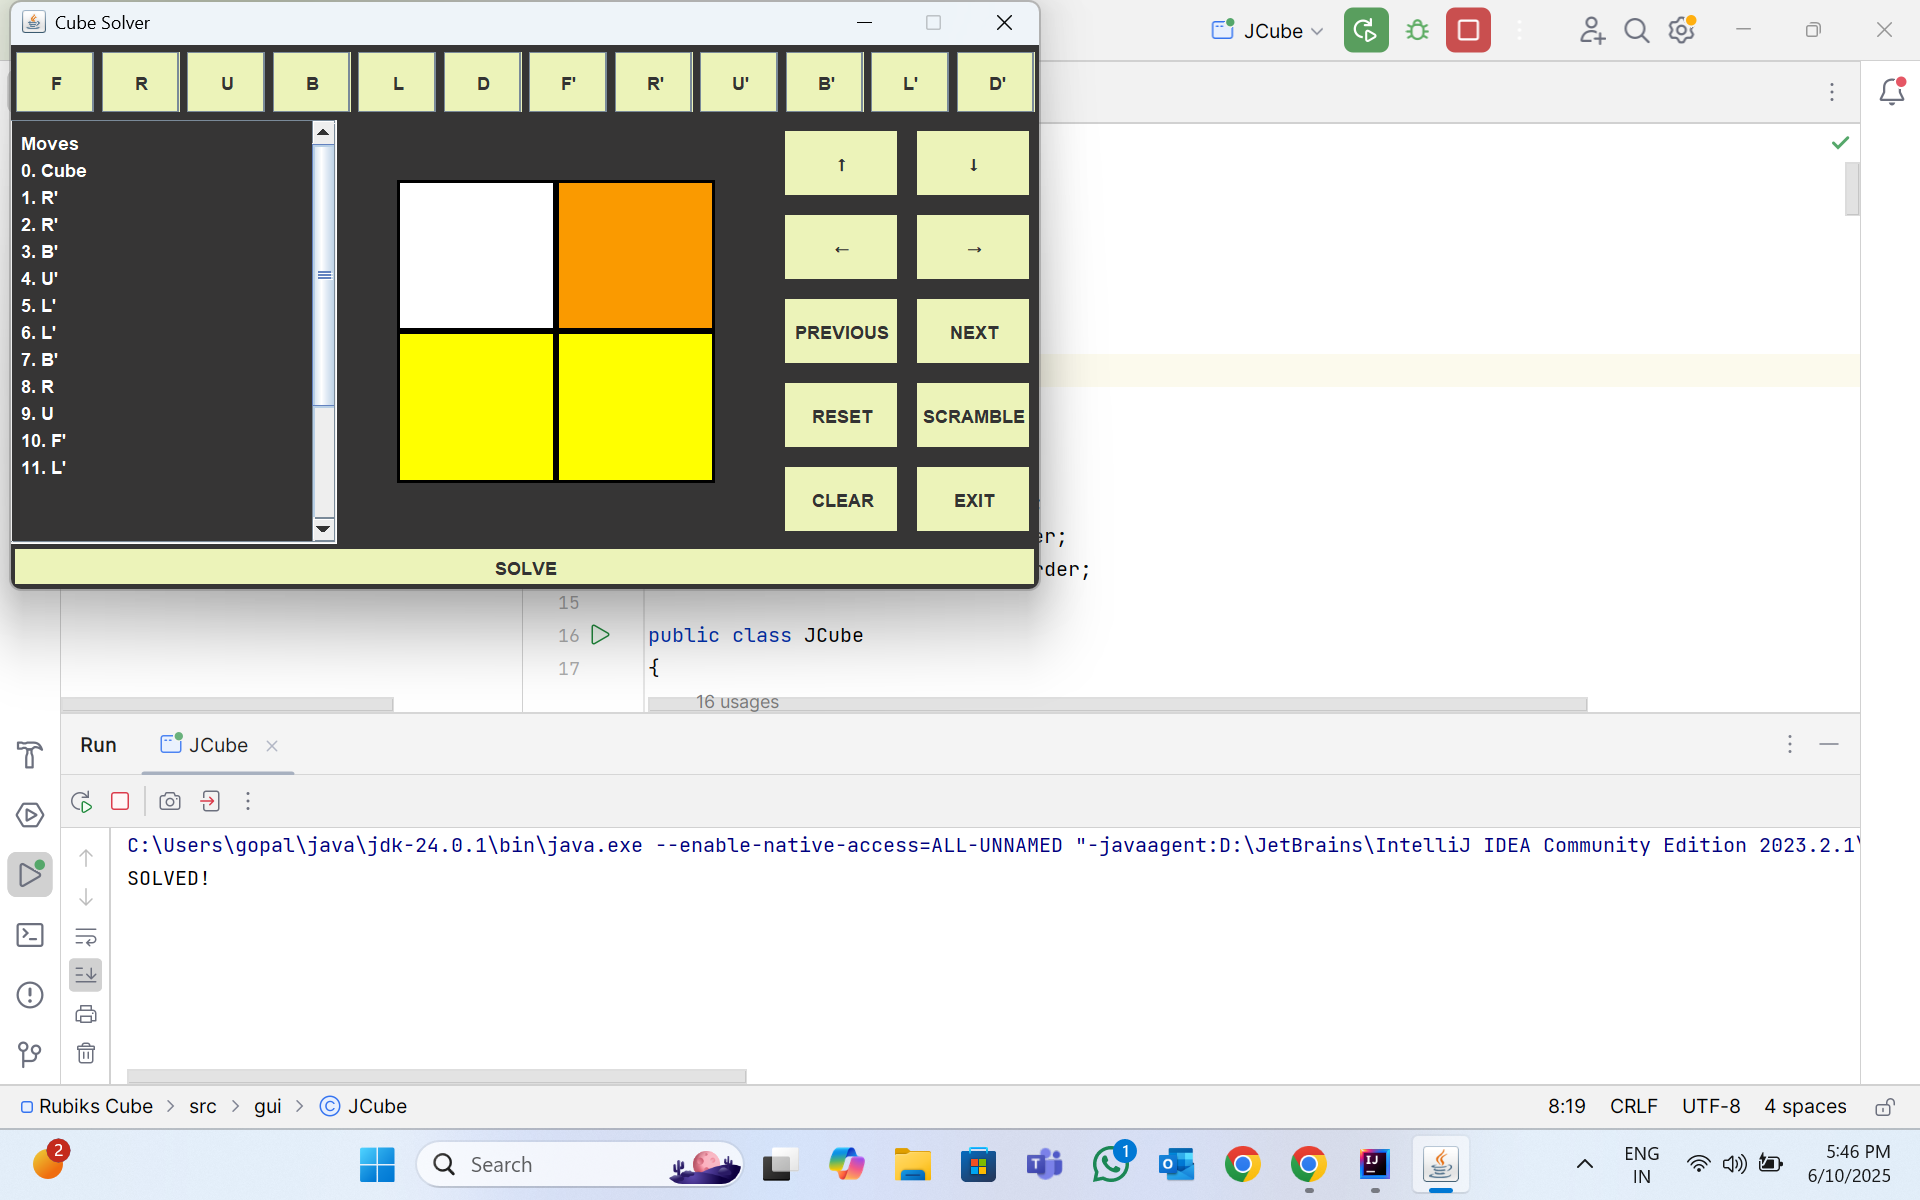 Cube Solver
F R U B L D F' R' U' B' L' D'
Moves
0. Cube
1. R'
2. R'
3. B'
4. U'
5. L'
6. L'
7. B'
8. R
9. U
10. F'
11. L'
↑ ↓
← →
PREVIOUS NEXT
RESET SCRAMBLE
CLEAR EXIT
SOLVE
JCube
er;
rder;
15
16 public class JCube
17 {
16 usages
Run JCube
C:\Users\gopal\java\jdk-24.0.1\bin\java.exe --enable-native-access=ALL-UNNAMED "-javaagent:D:\JetBrains\IntelliJ IDEA Community Edition 2023.2.1\
SOLVED!
Rubiks Cube > src > gui > JCube
8:19 CRLF UTF-8 4 spaces
2
Search
1
ENG
IN
5:46 PM
6/10/2025